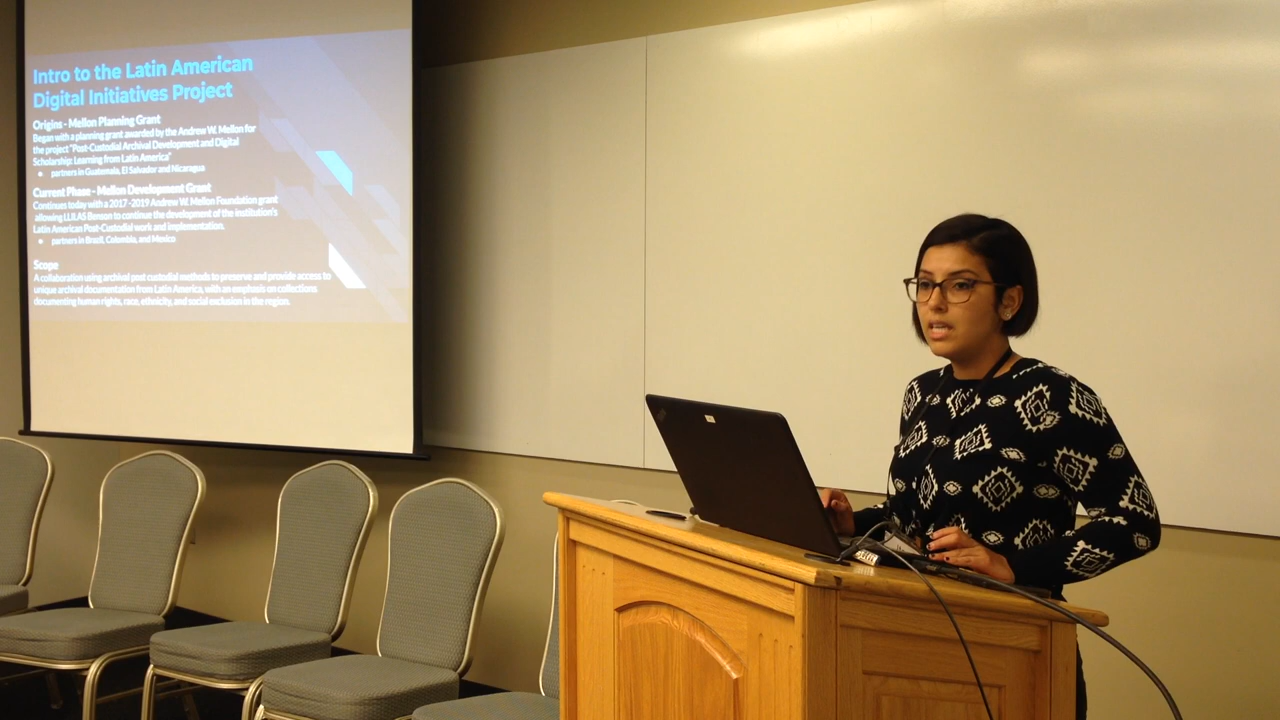 Intro to the Latin American
Digital Initiatives Project
Origins - Mellon Planning Grant
Began with a planning grant awarded by the Andrew W. Mellon for
the project "Post-Custodial Archival Development and Digital
Scholarship: Learning from Latin America"
● partners in Guatemala, El Salvador and Nicaragua
Current Phase - Mellon Development Grant
Continues today with a 2017 -2019 Andrew W. Mellon Foundation grant
allowing LLILAS Benson to continue the development of the institution's
Latin American Post-Custodial work and implementation.
● partners in Brazil, Colombia, and Mexico
Scope
A collaboration using archival post custodial methods to preserve and provide access to
unique archival documentation from Latin America, with an emphasis on collections
documenting human rights, race, ethnicity, and social exclusion in the region.